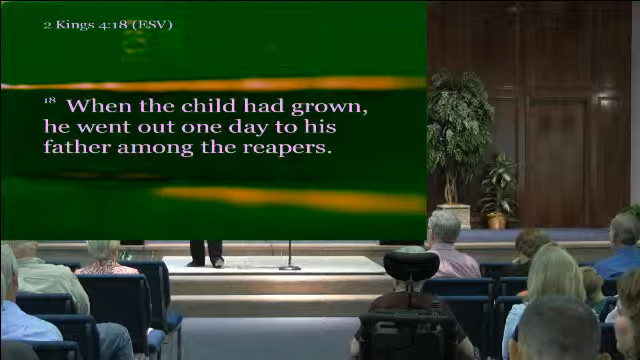 2 Kings 4:18 (ESV)
18 When the child had grown,
he went out one day to his
father among the reapers.